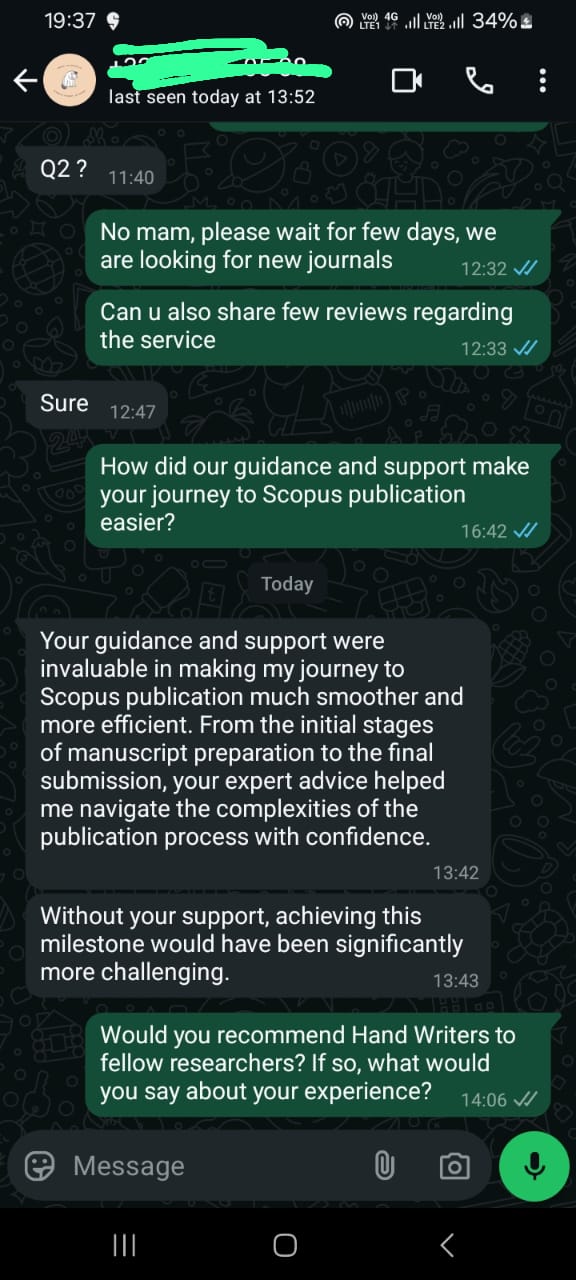 19:37
Vo)) 4G Vo)) 34%
LTE1 LTE2
last seen today at 13:52
Q2 ? 11:40
No mam, please wait for few days, we
are looking for new journals 12:32
Can u also share few reviews regarding
the service 12:33
Sure 12:47
How did our guidance and support make
your journey to Scopus publication
easier? 16:42
Today
Your guidance and support were
invaluable in making my journey to
Scopus publication much smoother and
more efficient. From the initial stages
of manuscript preparation to the final
submission, your expert advice helped
me navigate the complexities of the
publication process with confidence.
13:42
Without your support, achieving this
milestone would have been significantly
more challenging. 13:43
Would you recommend Hand Writers to
fellow researchers? If so, what would
you say about your experience? 14:06
Message